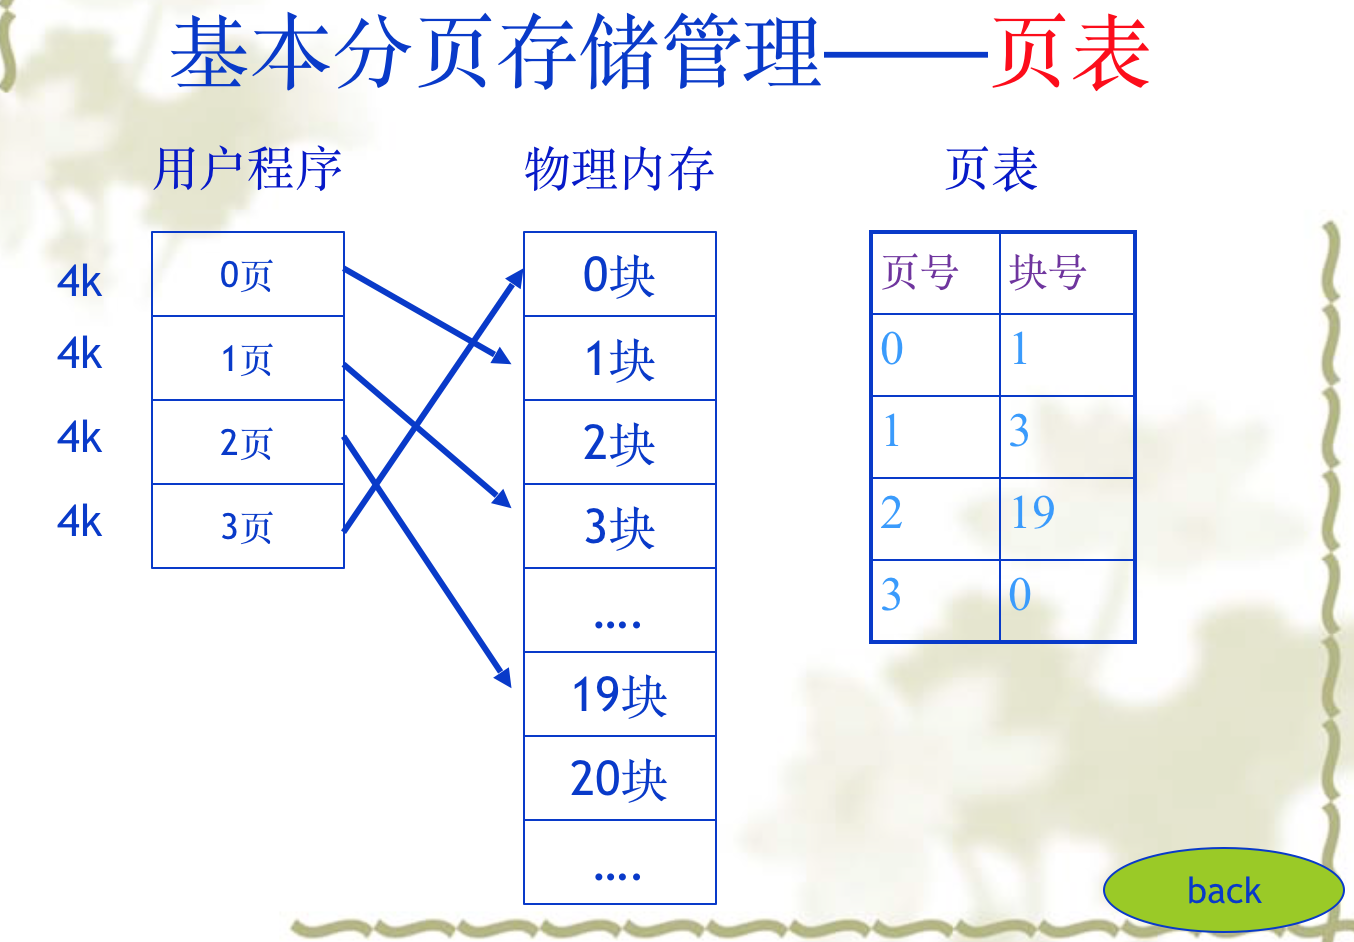 基本分页存储管理——页表
用户程序
物理内存
页表
4k
0页
4k
1页
4k
2页
4k
3页
0块
1块
2块
3块
....
19块
20块
....
页号 块号
0 1
1 3
2 19
3 0
back